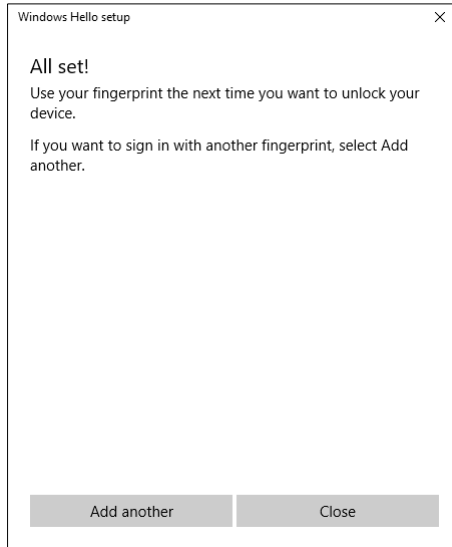 Windows Hello setup
All set!
Use your fingerprint the next time you want to unlock your
device.
If you want to sign in with another fingerprint, select Add
another.
Add another
Close